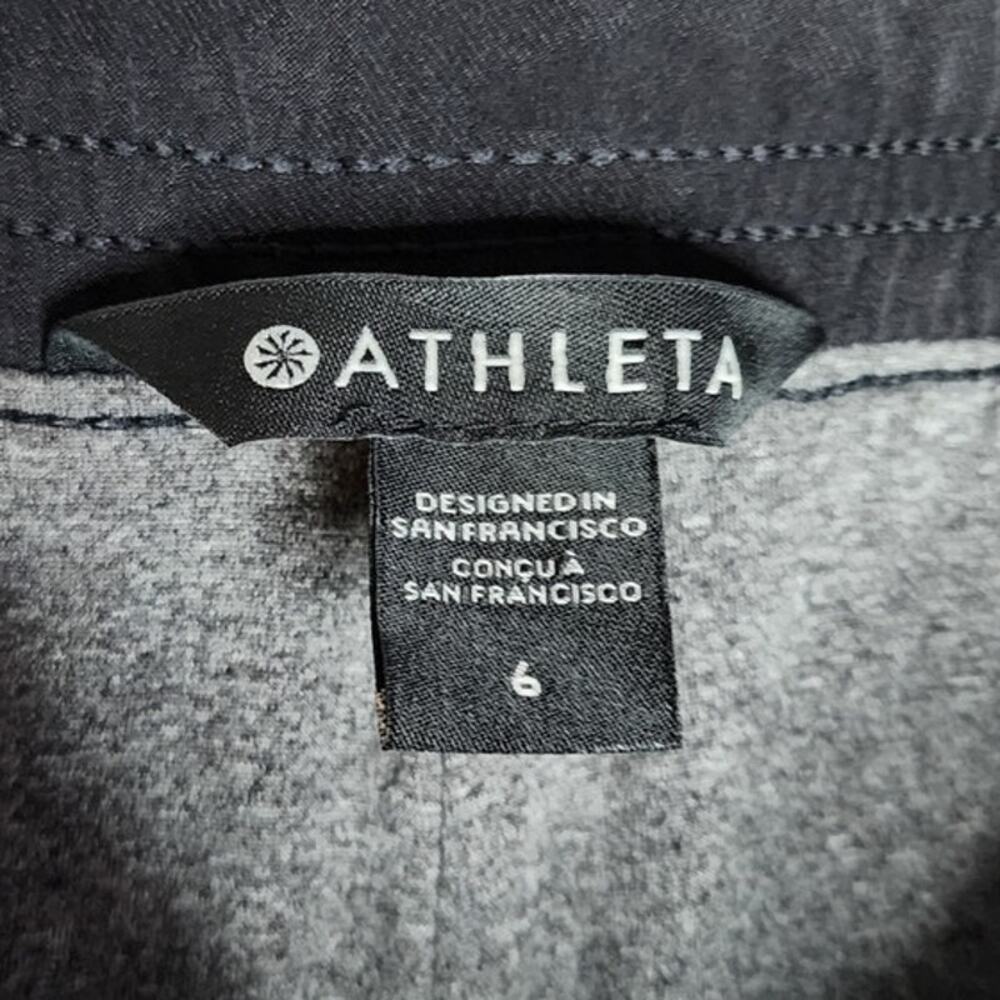 ATHLETA
DESIGNED IN
SAN FRANCISCO
CONÇU À
SAN FRANCISCO
6